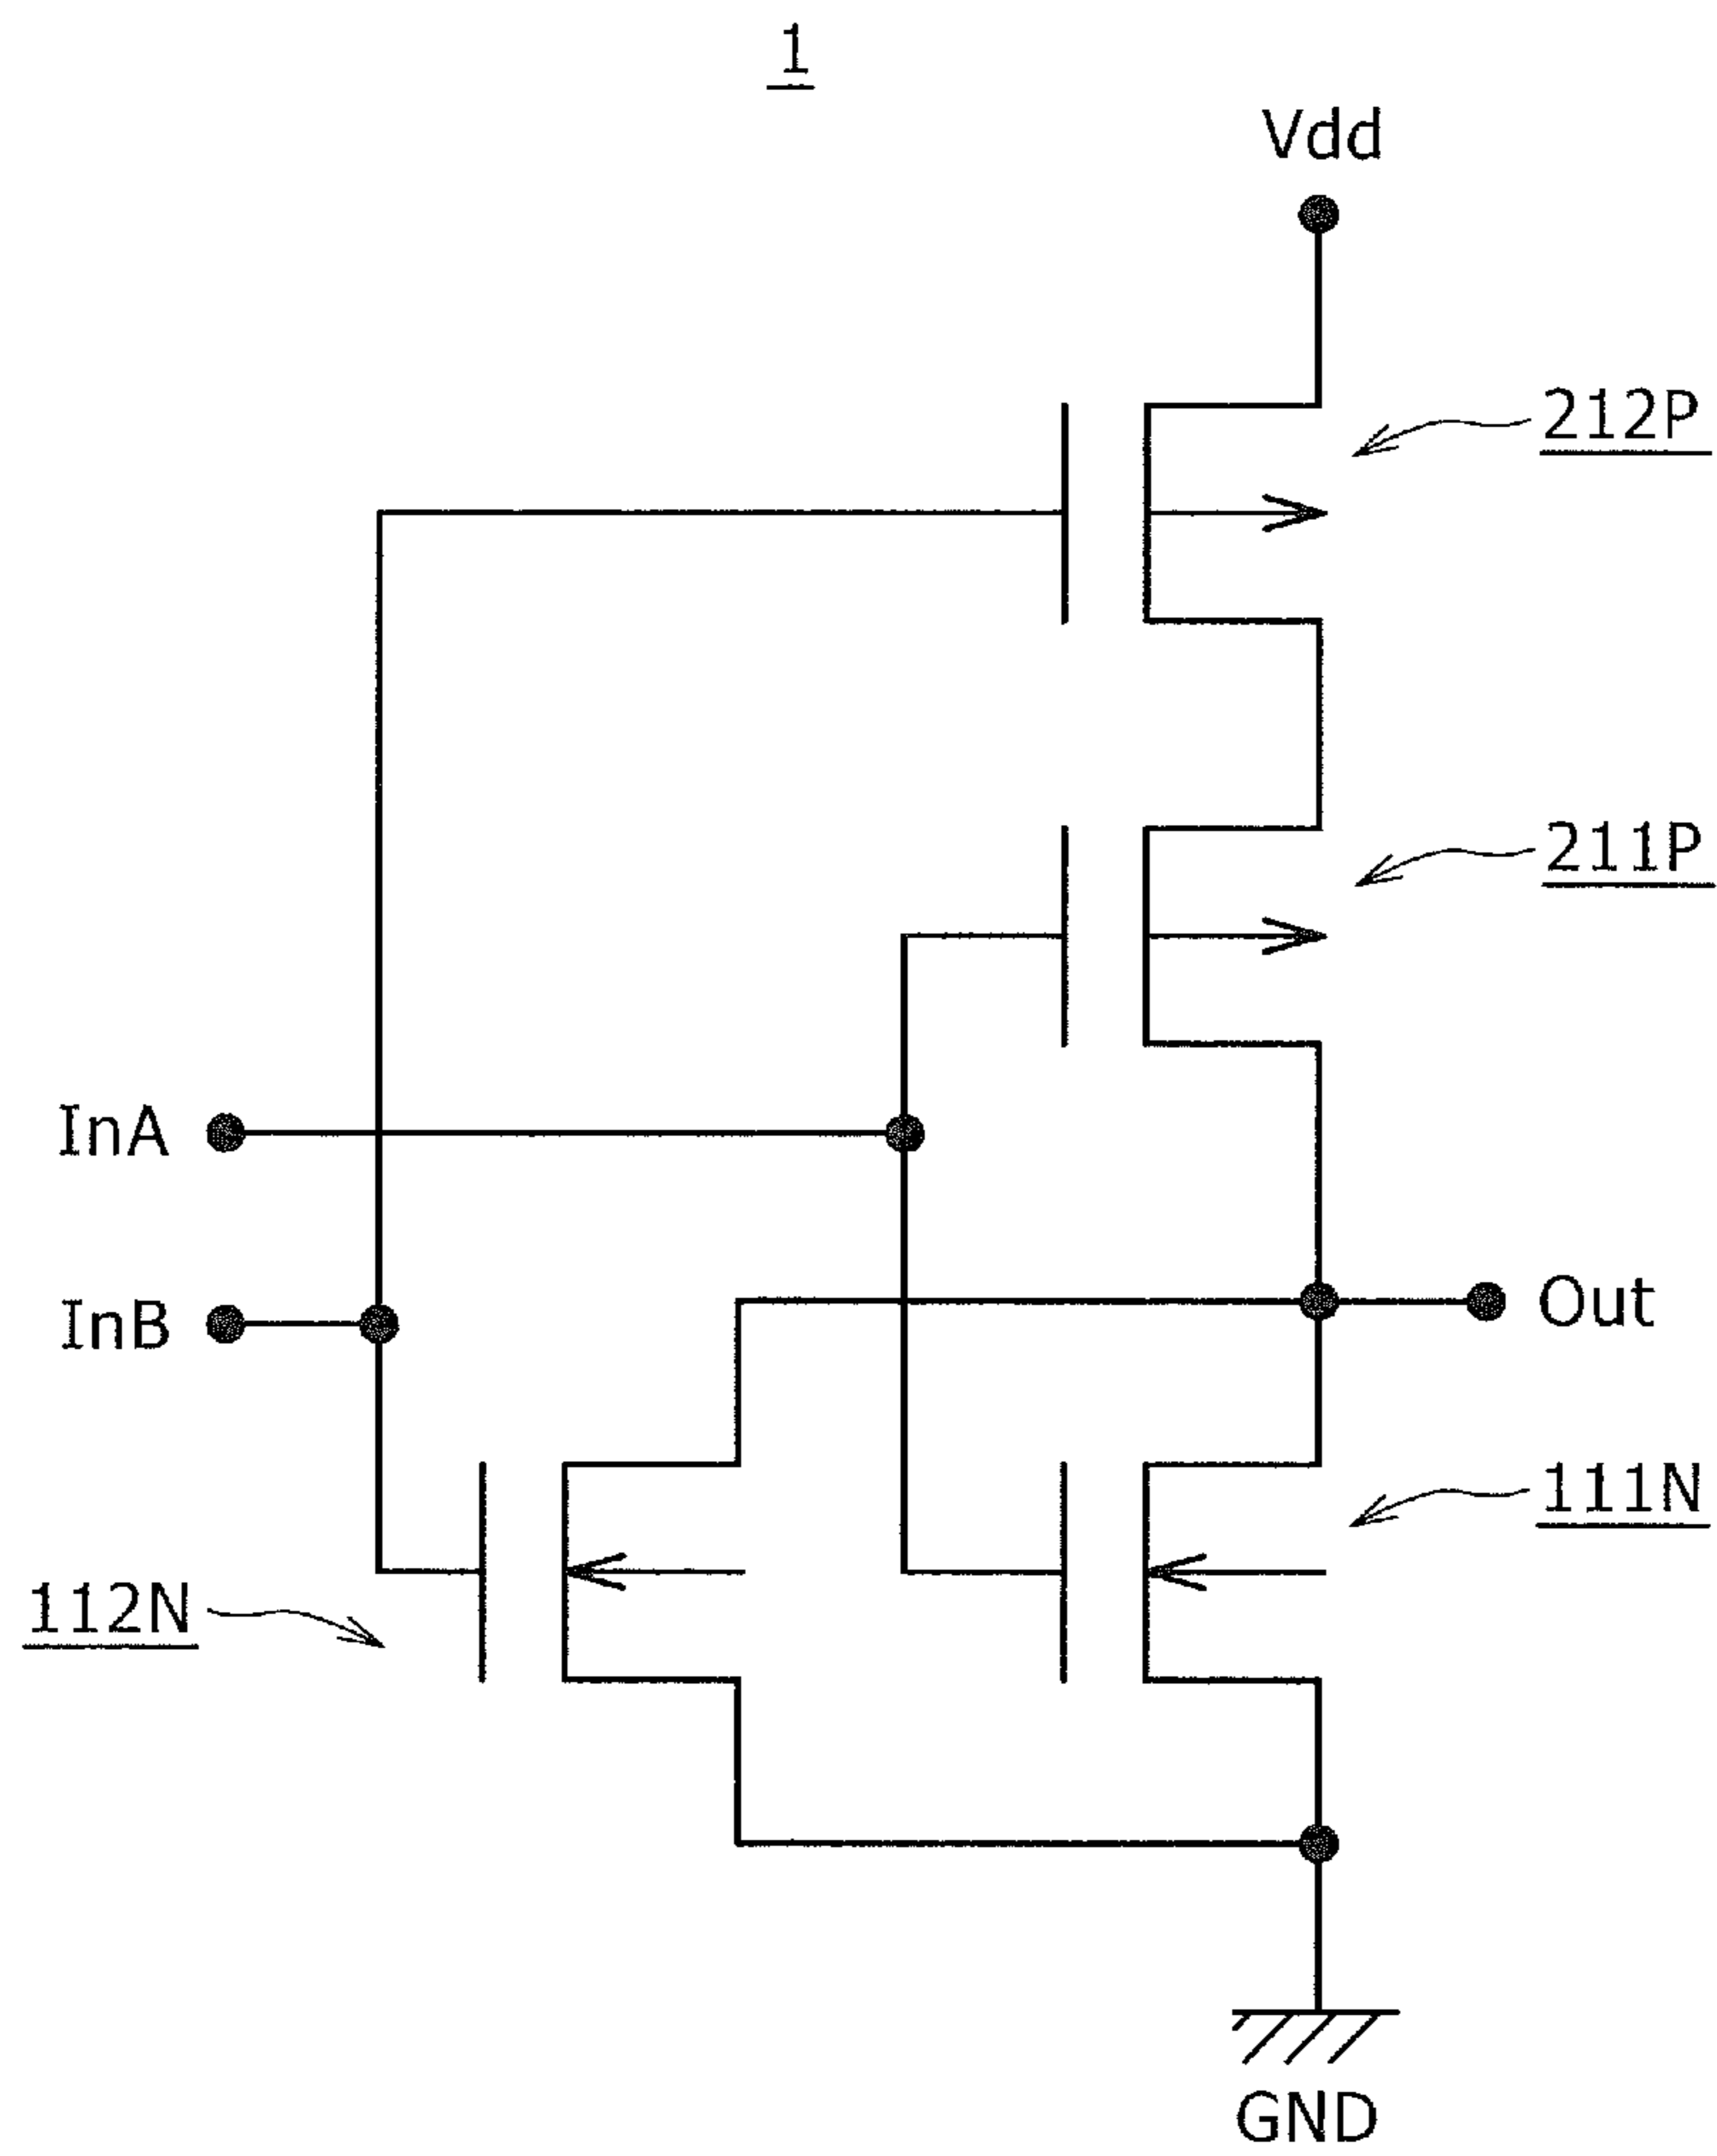 1
Vdd
212P
211P
InA
InB
Out
111N
112N
GND